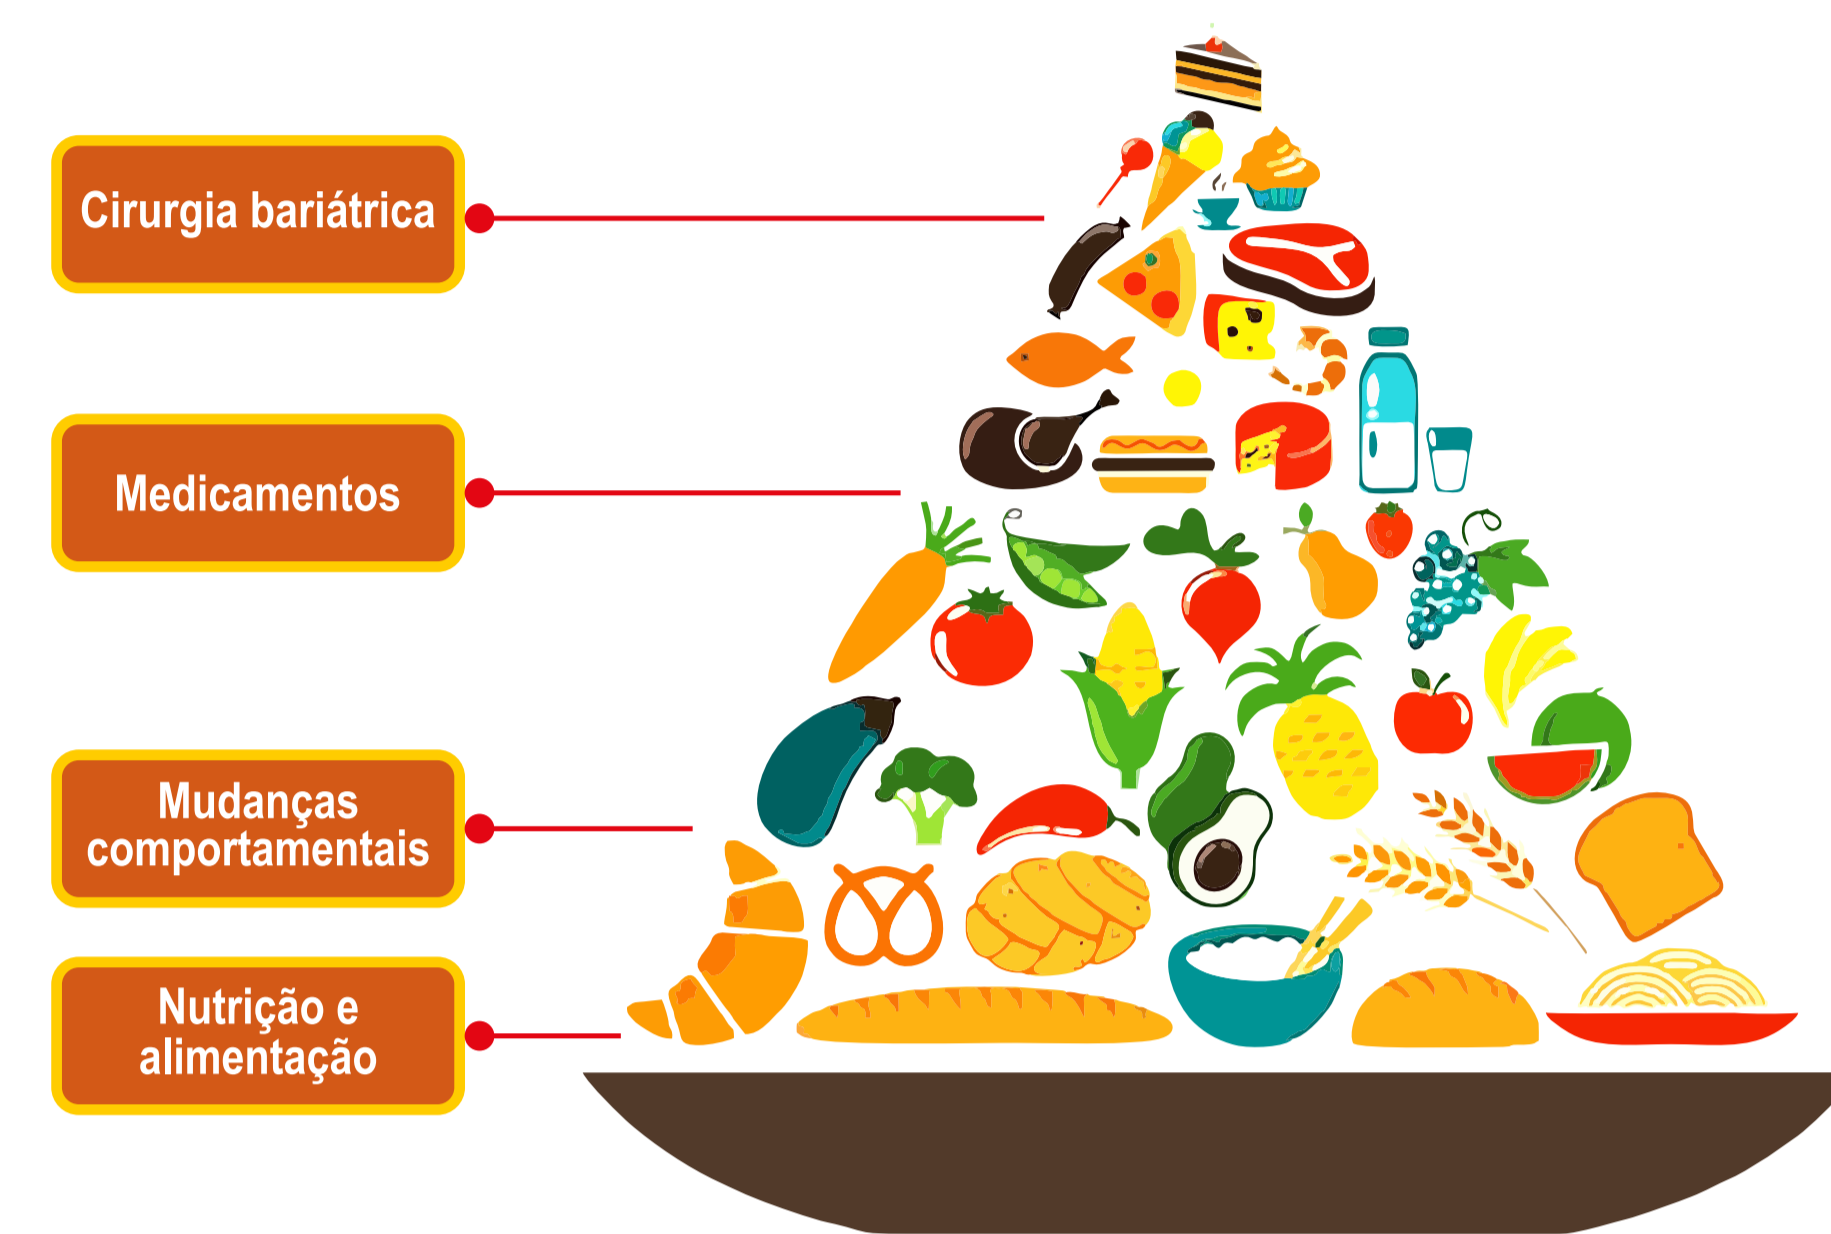 Cirurgia bariátrica
Medicamentos
Mudanças
comportamentais
Nutrição e
alimentação